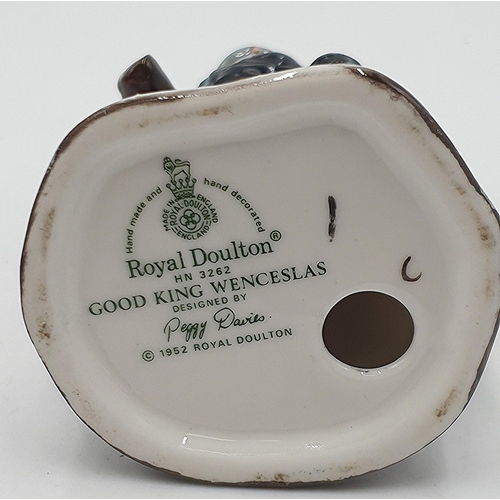 Hand made and hand decorated
MADE IN ENGLAND
ROYAL DOULTON
ENGLAND
Royal Doulton®
HN 3262
GOOD KING WENCESLAS
DESIGNED BY
Peggy Davies.
© 1952 ROYAL DOULTON
C